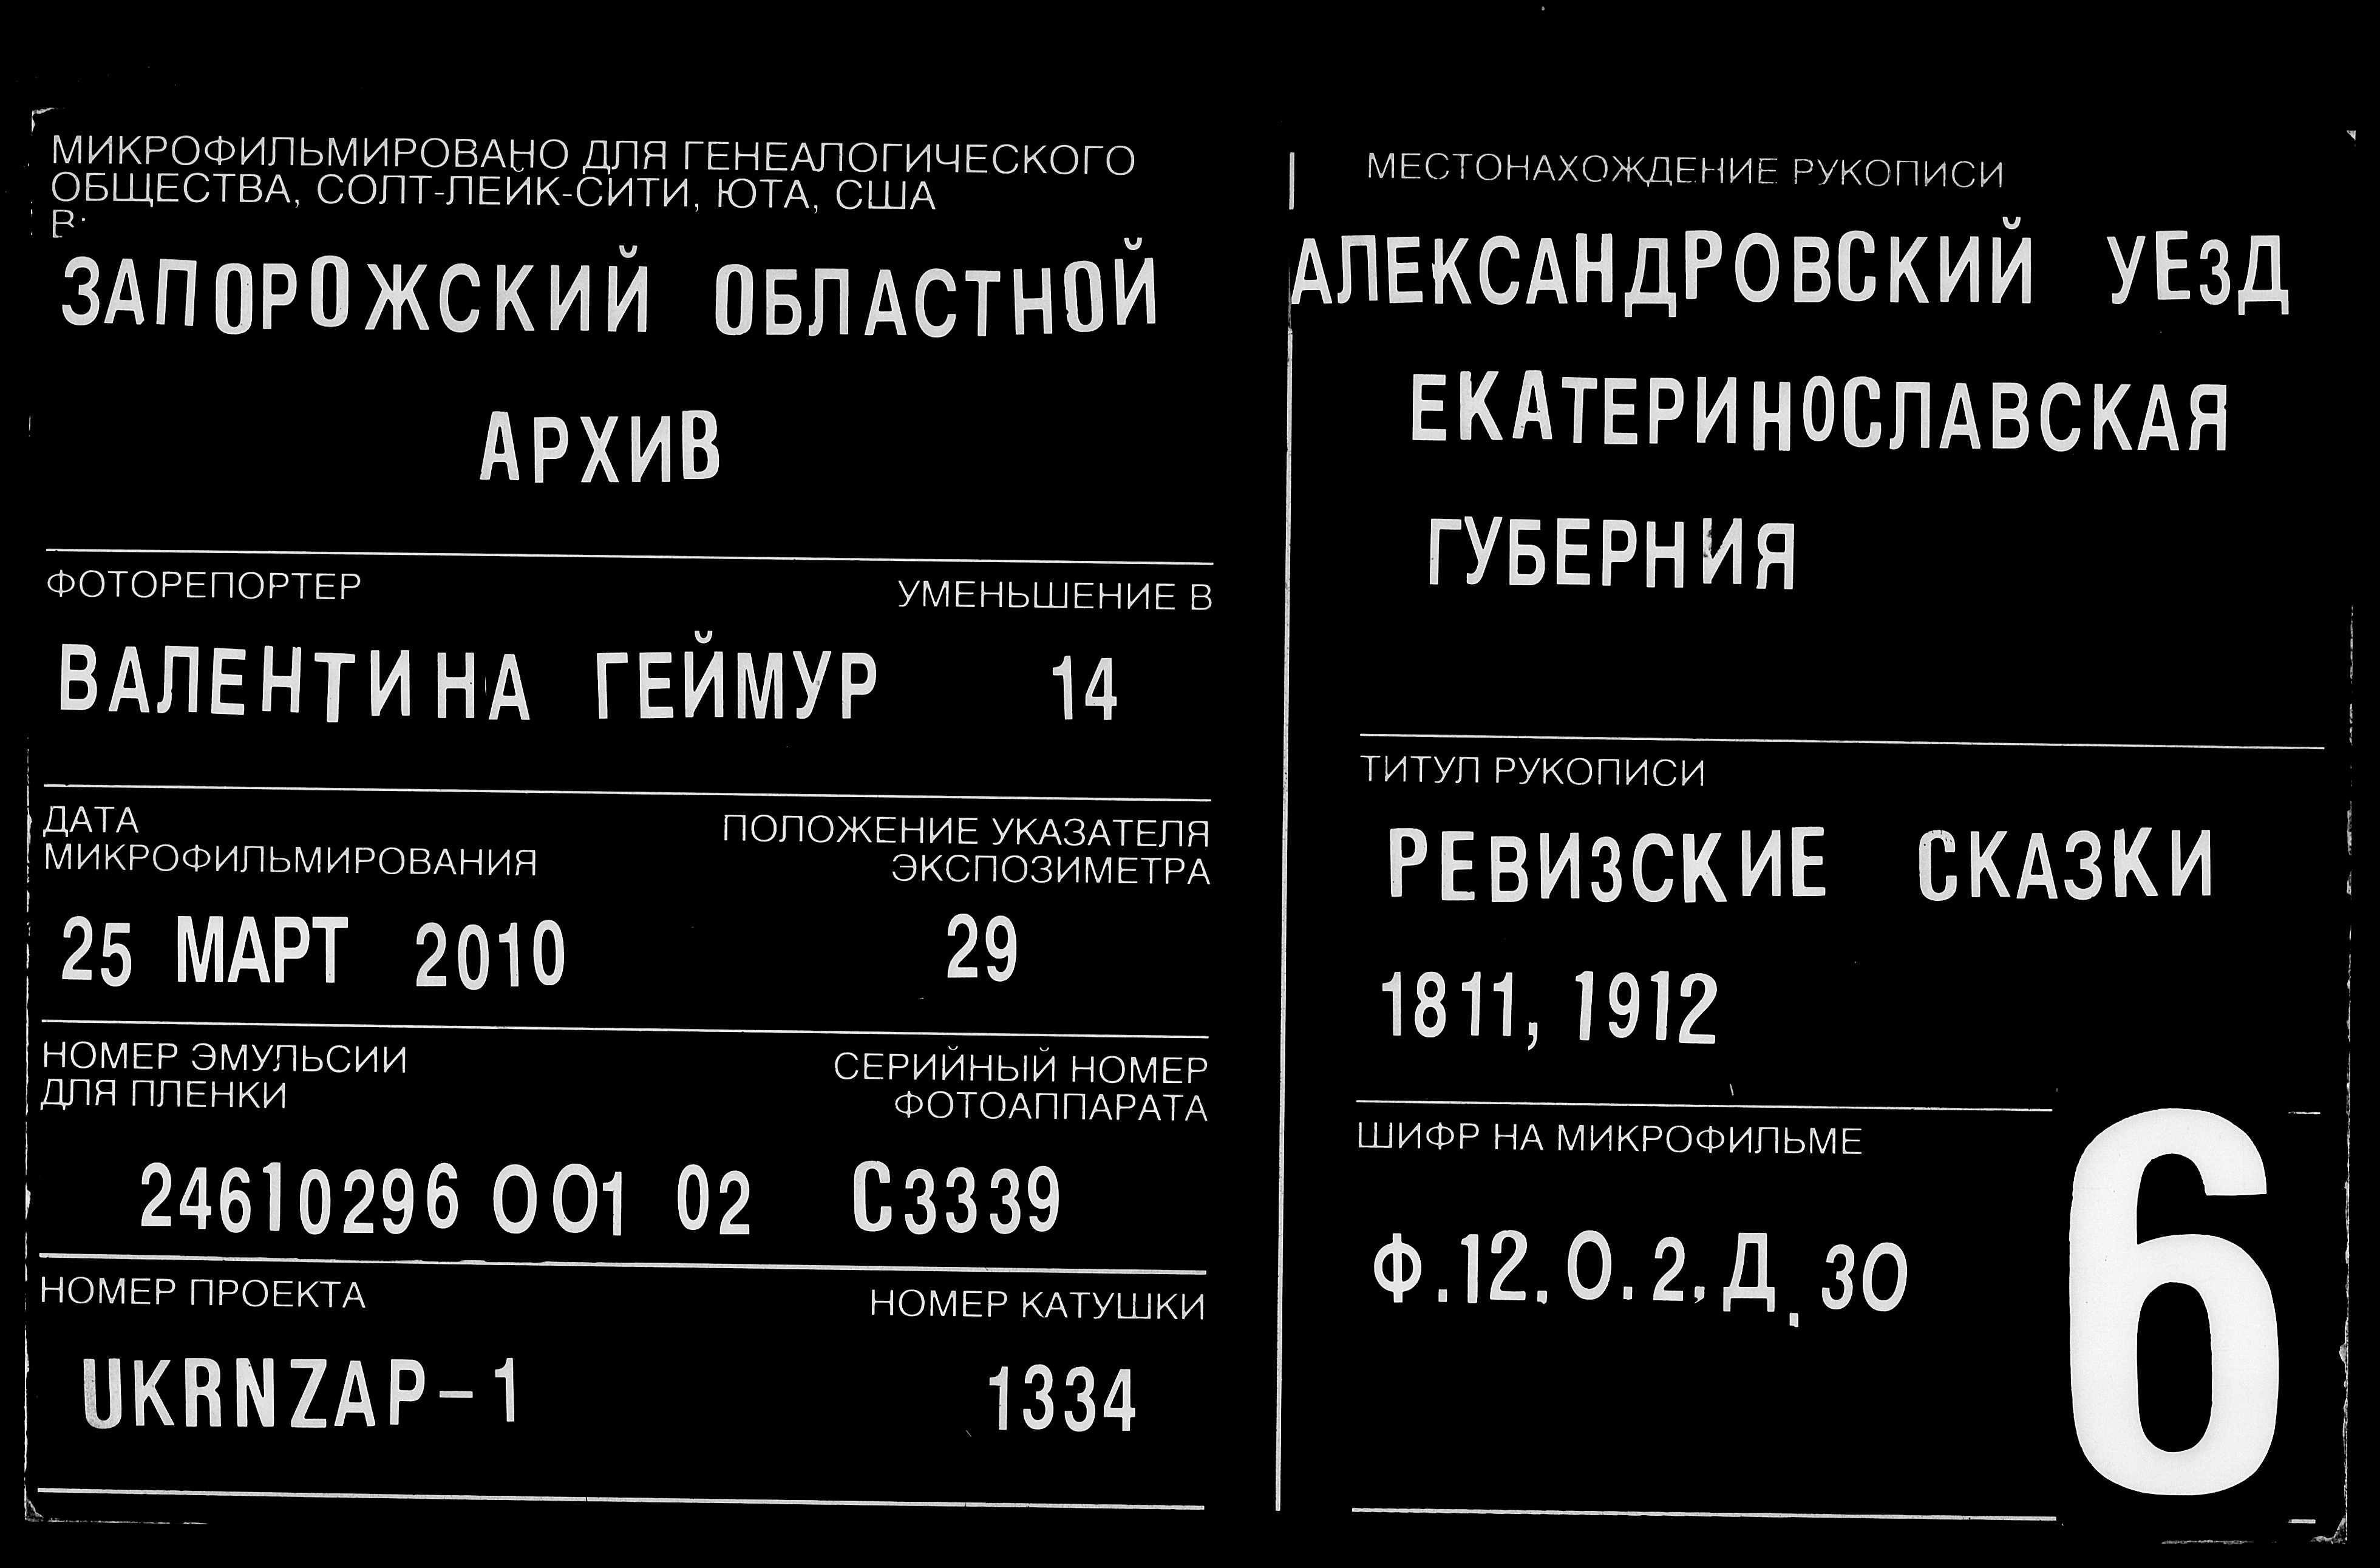 МИКРОФИЛЬМИРОВАНО ДЛЯ ГЕНЕАЛОГИЧЕСКОГО
ОБЩЕСТВА, СОЛТ-ЛЕЙК-СИТИ, ЮТА, США
В:
ЗАПОРОЖСКИЙ ОБЛАСТНОЙ
АРХИВ
ФОТОРЕПОРТЕР УМЕНЬШЕНИЕ В
ВАЛЕНТИНА ГЕЙМУР 14
ДАТА
МИКРОФИЛЬМИРОВАНИЯ
ПОЛОЖЕНИЕ УКАЗАТЕЛЯ
ЭКСПОЗИМЕТРА
25 МАРТ 2010 29
НОМЕР ЭМУЛЬСИИ
ДЛЯ ПЛЕНКИ
СЕРИЙНЫЙ НОМЕР
ФОТОАППАРАТА
24610296 001 02 С3339
НОМЕР ПРОЕКТА НОМЕР КАТУШКИ
UKRNZAP-1 1334
МЕСТОНАХОЖДЕНИЕ РУКОПИСИ
АЛЕКСАНДРОВСКИЙ УЕЗД
ЕКАТЕРИНОСЛАВСКАЯ
ГУБЕРНИЯ
ТИТУЛ РУКОПИСИ
РЕВИЗСКИЕ СКАЗКИ
1811, 1912
ШИФР НА МИКРОФИЛЬМЕ
Ф.12.О.2,Д.30
6